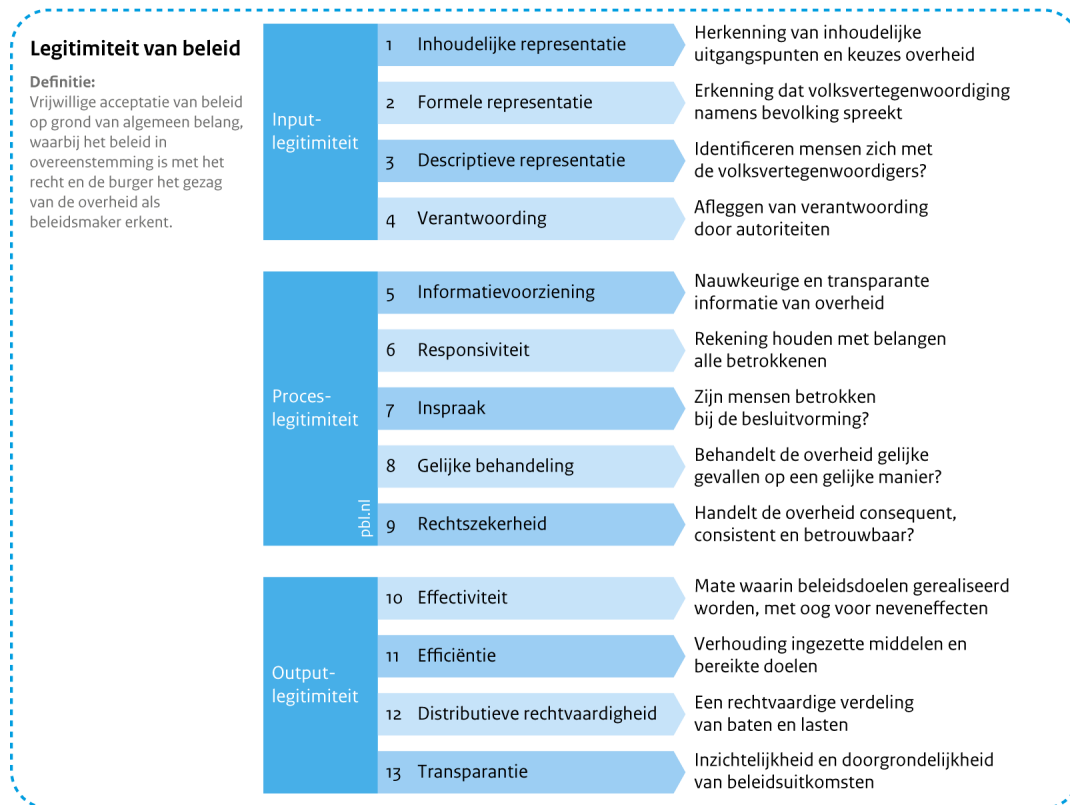 Legitimiteit van beleid
Definitie:
Vrijwillige acceptatie van beleid
op grond van algemeen belang,
waarbij het beleid in
overeenstemming is met het
recht en de burger het gezag
van de overheid als
beleidsmaker erkent.
Input-
legitimiteit
1 Inhoudelijke representatie
Herkenning van inhoudelijke
uitgangspunten en keuzes overheid
2 Formele representatie
Erkenning dat volksvertegenwoordiging
namens bevolking spreekt
3 Descriptieve representatie
Identificeren mensen zich met
de volksvertegenwoordigers?
4 Verantwoording
Afleggen van verantwoording
door autoriteiten
Proces-
legitimiteit
5 Informatievoorziening
Nauwkeurige en transparante
informatie van overheid
6 Responsiviteit
Rekening houden met belangen
alle betrokkenen
7 Inspraak
Zijn mensen betrokken
bij de besluitvorming?
8 Gelijke behandeling
Behandelt de overheid gelijke
gevallen op een gelijke manier?
9 Rechtszekerheid
Handelt de overheid consequent,
consistent en betrouwbaar?
pbl.nl
Output-
legitimiteit
10 Effectiviteit
Mate waarin beleidsdoelen gerealiseerd
worden, met oog voor neveneffecten
11 Efficiëntie
Verhouding ingezette middelen en
bereikte doelen
12 Distributieve rechtvaardigheid
Een rechtvaardige verdeling
van baten en lasten
13 Transparantie
Inzichtelijkheid en doorgrondelijkheid
van beleidsuitkomsten